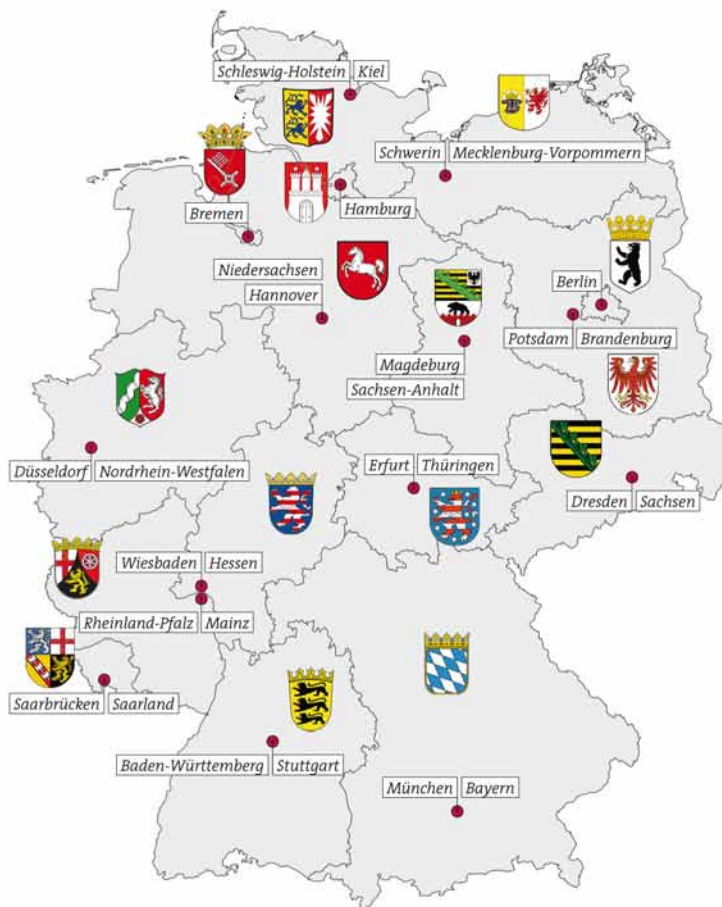 Schleswig-Holstein Kiel
Schwerin Mecklenburg-Vorpommern
Hamburg
Bremen
Niedersachsen
Hannover
Berlin
Potsdam Brandenburg
Magdeburg
Sachsen-Anhalt
Düsseldorf Nordrhein-Westfalen
Erfurt Thüringen
Dresden Sachsen
Wiesbaden Hessen
Rheinland-Pfalz Mainz
Saarbrücken Saarland
Baden-Württemberg Stuttgart
München Bayern